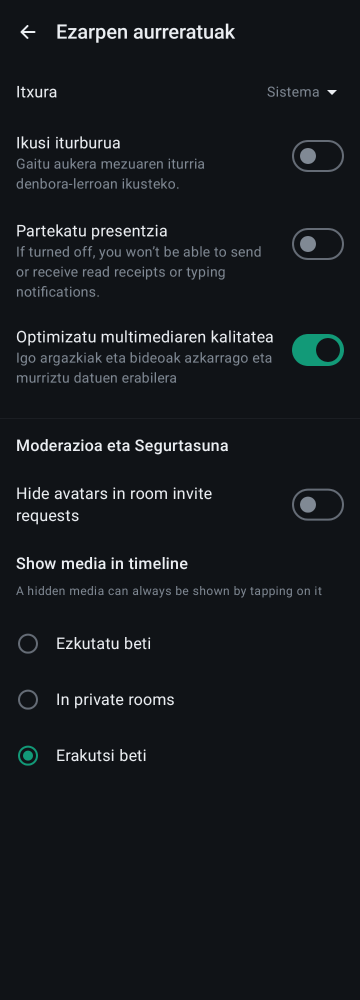 Ezarpen aurreratuak
Itxura
Sistema
Ikusi iturburua
Gaitu aukera mezuaren iturria
denbora-lerroan ikusteko.
Partekatu presentzia
If turned off, you won't be able to send
or receive read receipts or typing
notifications.
Optimizatu multimediaren kalitatea
Igo argazkiak eta bideoak azkarrago eta
murriztu datuen erabilera
Moderazioa eta Segurtasuna
Hide avatars in room invite
requests
Show media in timeline
A hidden media can always be shown by tapping on it
Ezkutatu beti
In private rooms
Erakutsi beti